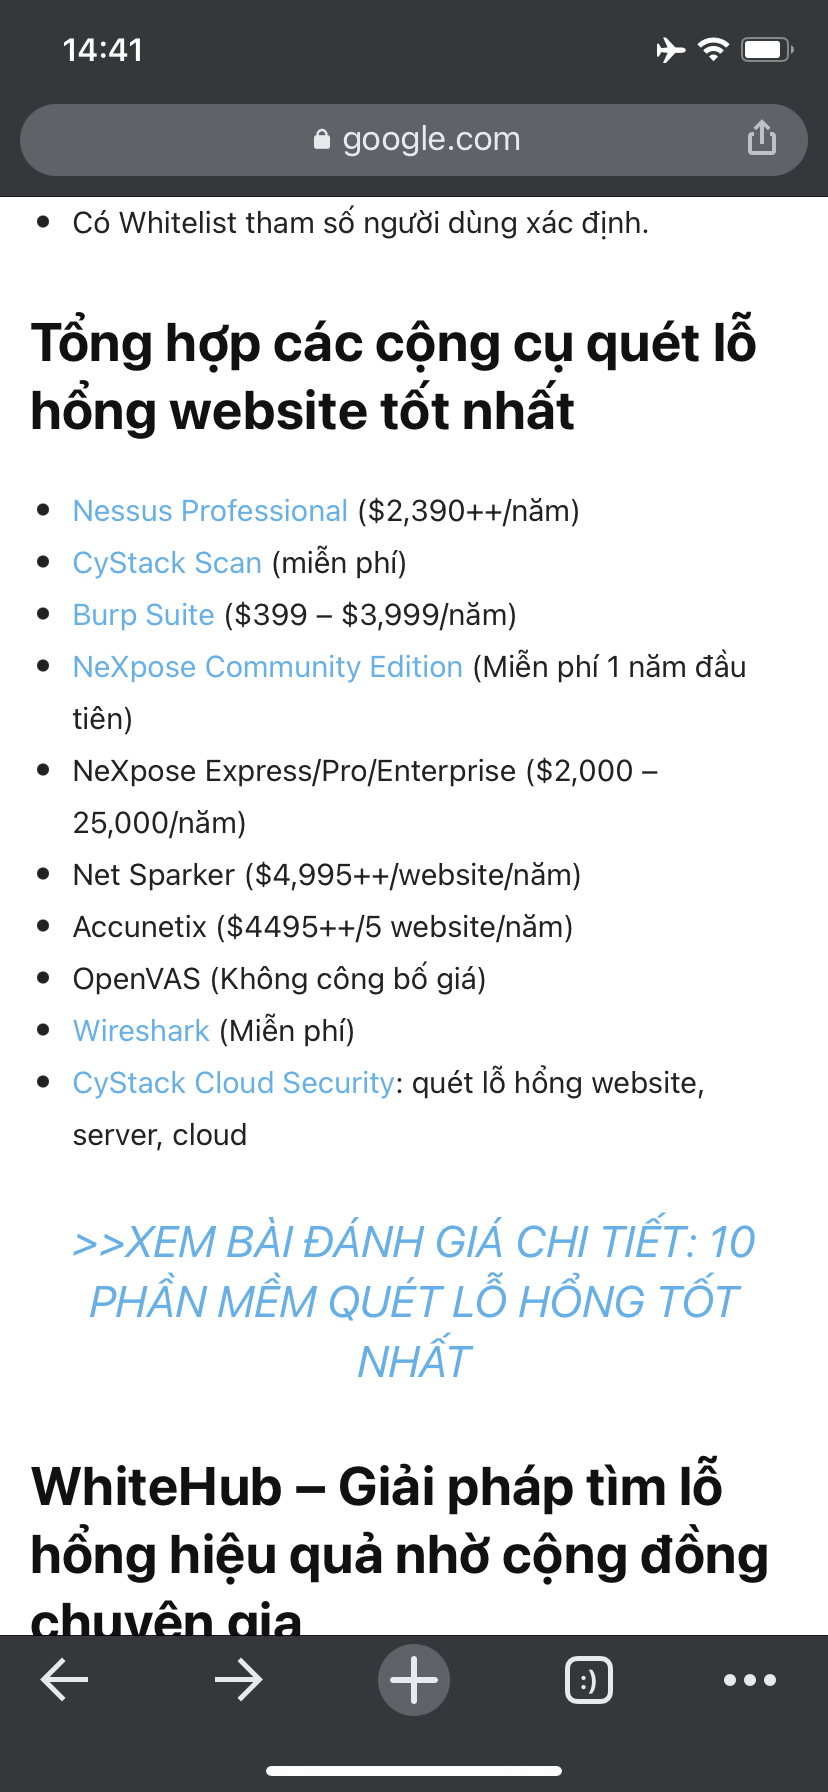 14:41
google.com
Có Whitelist tham số người dùng xác định.
Tổng hợp các cộng cụ quét lỗ
hổng website tốt nhất
Nessus Professional ($2,390++/năm)
CyStack Scan (miễn phí)
Burp Suite ($399 – $3,999/năm)
NeXpose Community Edition (Miễn phí 1 năm đầu
tiên)
NeXpose Express/Pro/Enterprise ($2,000 –
25,000/năm)
Net Sparker ($4,995++/website/năm)
Accunetix ($4495++/5 website/năm)
OpenVAS (Không công bố giá)
Wireshark (Miễn phí)
CyStack Cloud Security: quét lỗ hổng website,
server, cloud
>>XEM BÀI ĐÁNH GIÁ CHI TIẾT: 10
PHẦN MỀM QUÉT LỖ HỔNG TỐT
NHẤT
WhiteHub – Giải pháp tìm lỗ
hổng hiệu quả nhờ cộng đồng
chuyên gia
:)